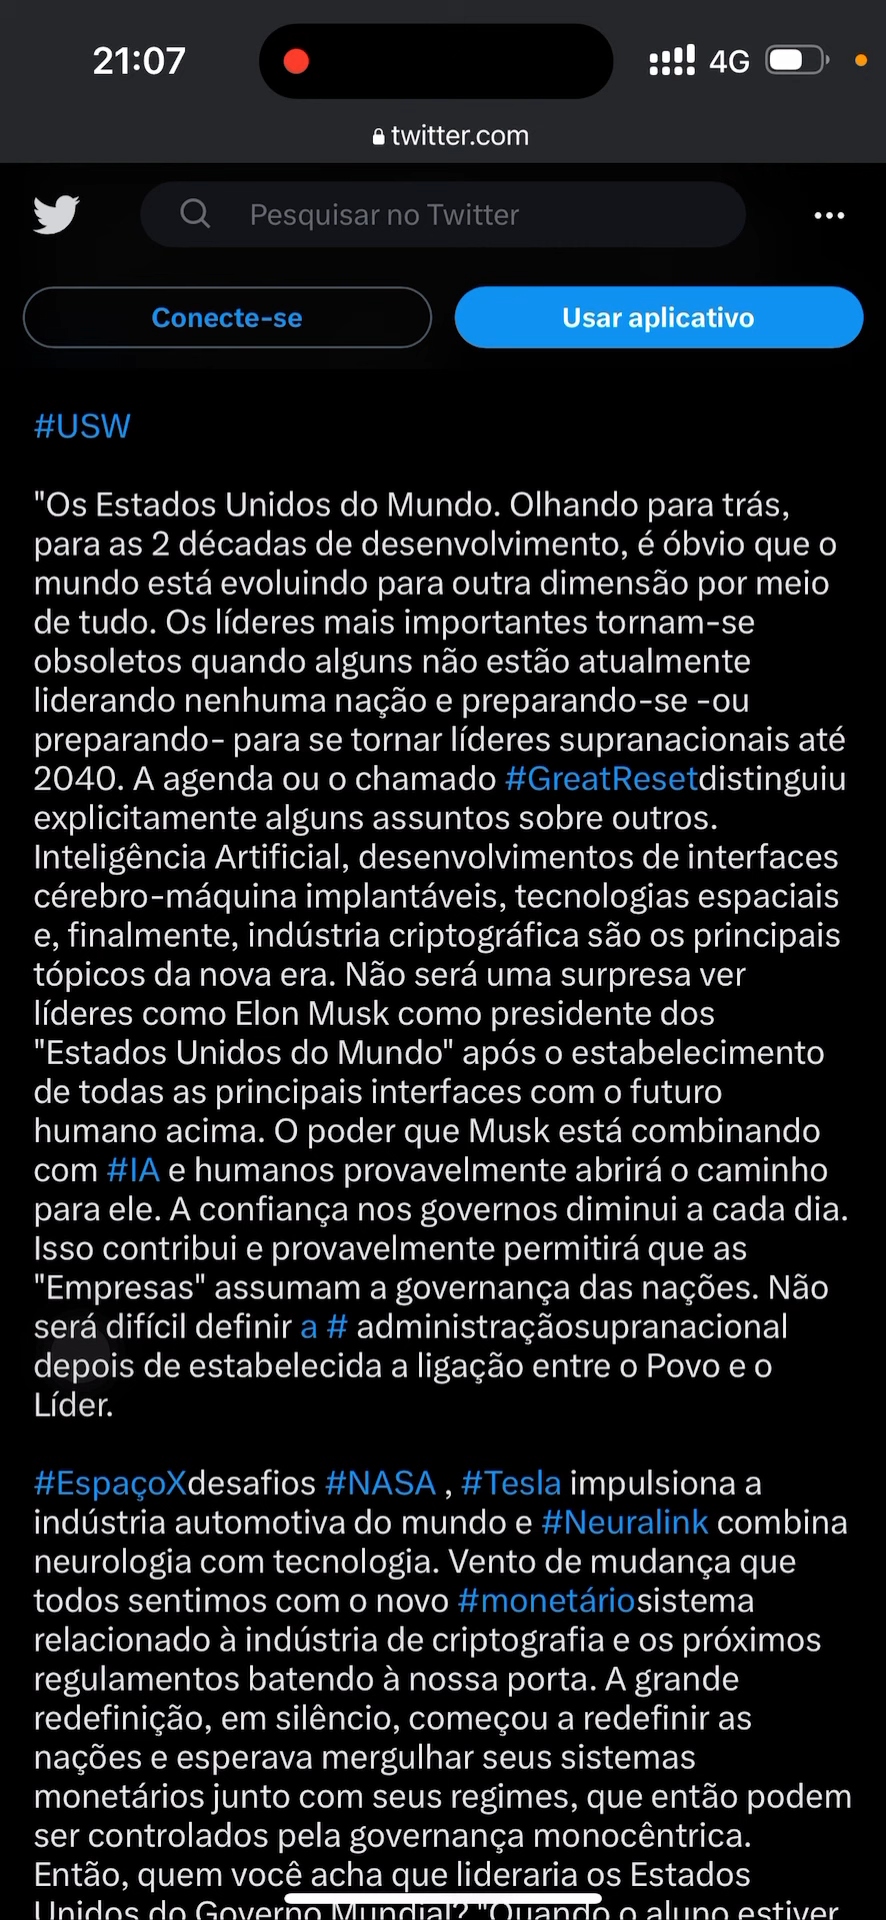 21:07
4G
twitter.com
Pesquisar no Twitter
Conecte-se
Usar aplicativo
#USW
"Os Estados Unidos do Mundo. Olhando para trás,
para as 2 décadas de desenvolvimento, é óbvio que o
mundo está evoluindo para outra dimensão por meio
de tudo. Os líderes mais importantes tornam-se
obsoletos quando alguns não estão atualmente
liderando nenhuma nação e preparando-se -ou
preparando- para se tornar líderes supranacionais até
2040. A agenda ou o chamado #GreatResetdistinguiu
explicitamente alguns assuntos sobre outros.
Inteligência Artificial, desenvolvimentos de interfaces
cérebro-máquina implantáveis, tecnologias espaciais
e, finalmente, indústria criptográfica são os principais
tópicos da nova era. Não será uma surpresa ver
líderes como Elon Musk como presidente dos
"Estados Unidos do Mundo" após o estabelecimento
de todas as principais interfaces com o futuro
humano acima. O poder que Musk está combinando
com #IA e humanos provavelmente abrirá o caminho
para ele. A confiança nos governos diminui a cada dia.
Isso contribui e provavelmente permitirá que as
"Empresas" assumam a governança das nações. Não
será difícil definir a # administraçãosupranacional
depois de estabelecida a ligação entre o Povo e o
Líder.
#EspaçoXdesafios #NASA , #Tesla impulsiona a
indústria automotiva do mundo e #Neuralink combina
neurologia com tecnologia. Vento de mudança que
todos sentimos com o novo #monetáriosistema
relacionado à indústria de criptografia e os próximos
regulamentos batendo à nossa porta. A grande
redefinição, em silêncio, começou a redefinir as
nações e esperava mergulhar seus sistemas
monetários junto com seus regimes, que então podem
ser controlados pela governança monocêntrica.
Então, quem você acha que lideraria os Estados
Unidos do Governo Mundial? "Quando o aluno estiver